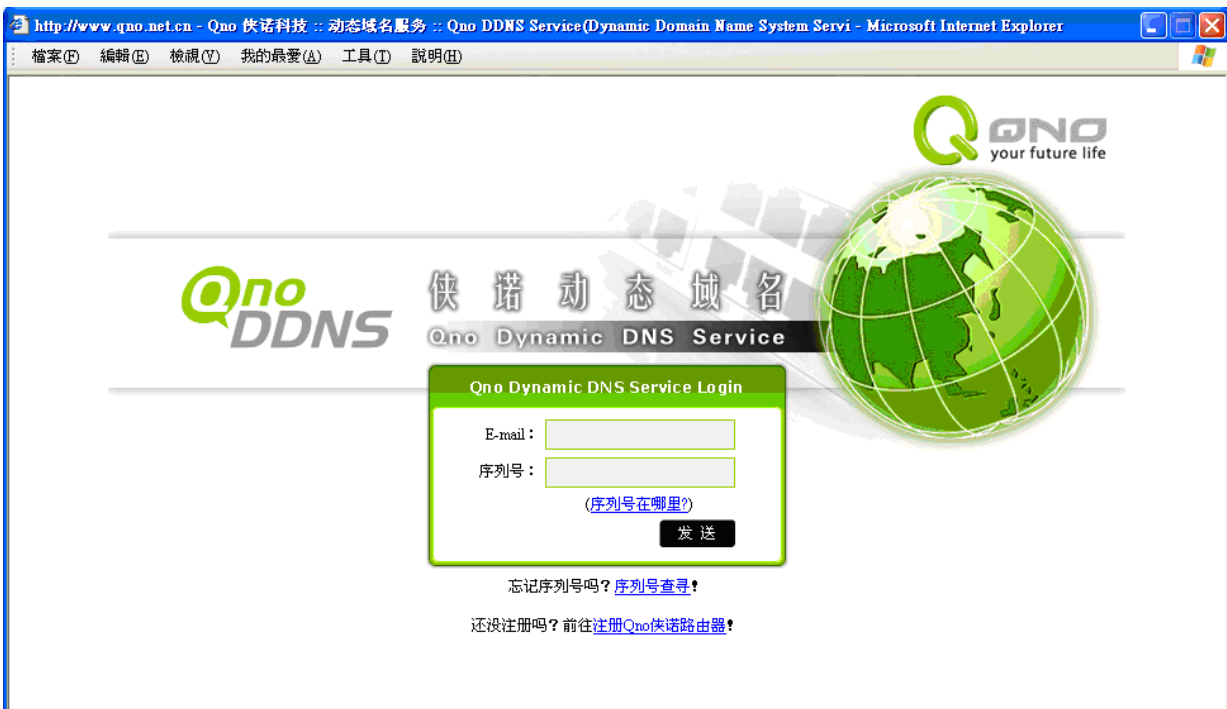 http://www.qno.net.cn - Qno 侠诺科技 :: 动态域名服务 :: Qno DDNS Service(Dynamic Domain Name System Servi - Microsoft Internet Explorer
檔案(F) 編輯(E) 檢視(V) 我的最愛(A) 工具(T) 說明(H)
QNO
your future life
Qno
DDNS
侠诺动态域名
Qno Dynamic DNS Service
Qno Dynamic DNS Service Login
E-mail：
序列号：
(序列号在哪里?)
发 送
忘记序列号吗？序列号查寻！
还没注册吗？前往注册Qno侠诺路由器！